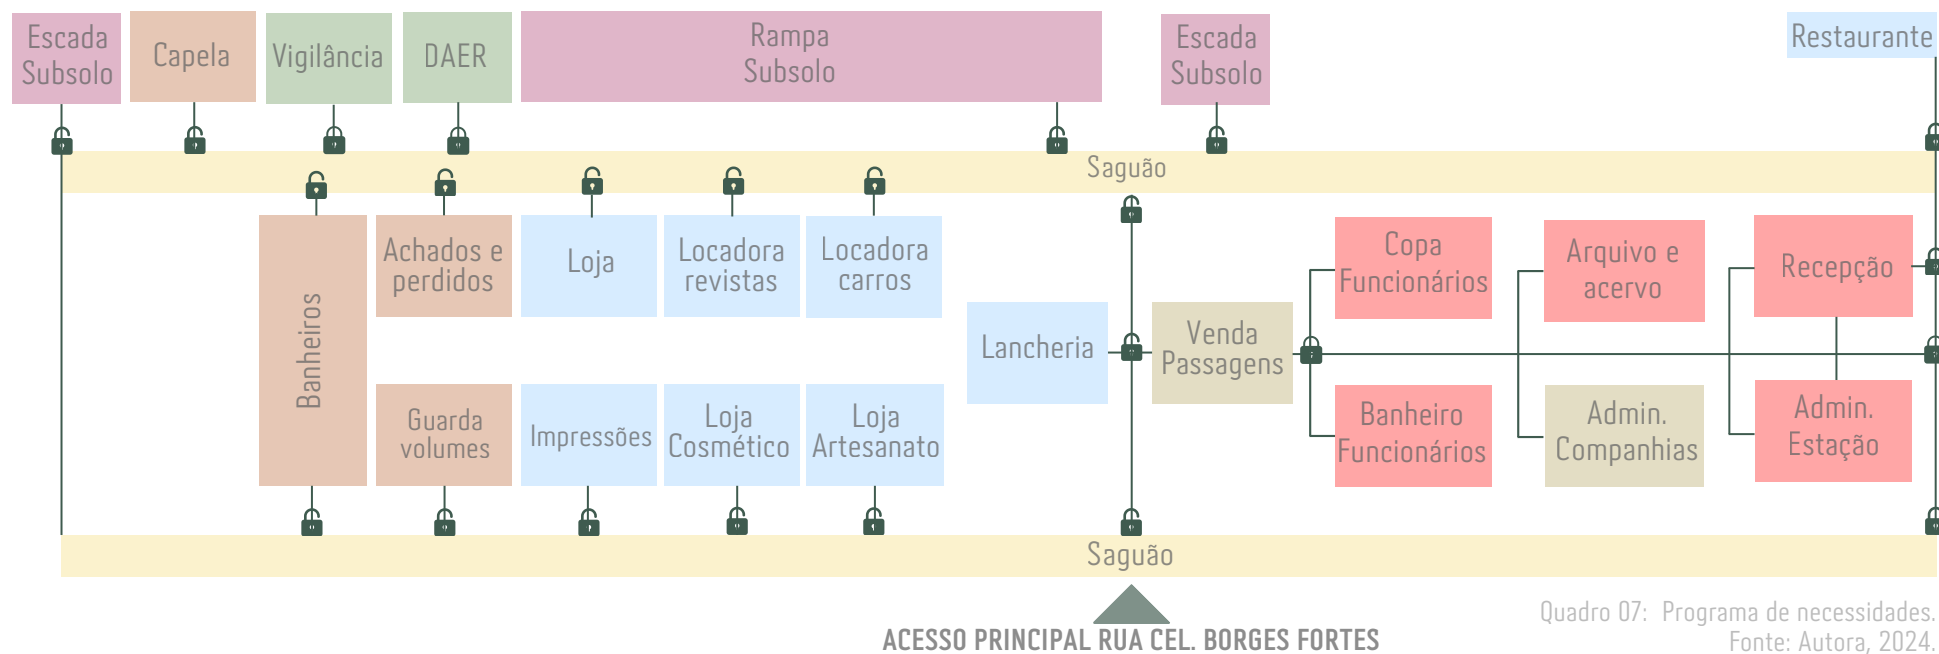 Escada
Subsolo
Capela
Vigilância
DAER
Rampa
Subsolo
Escada
Subsolo
Restaurante
Saguão
Banheiros
Achados e
perdidos
Loja
Locadora
revistas
Locadora
carros
Lancheria
Venda
Passagens
Copa
Funcionários
Arquivo e
acervo
Recepção
Guarda
volumes
Impressões
Loja
Cosmético
Loja
Artesanato
Banheiro
Funcionários
Admin.
Companhias
Admin.
Estação
Saguão
ACESSO PRINCIPAL RUA CEL. BORGES FORTES
Quadro 07: Programa de necessidades.
Fonte: Autora, 2024.